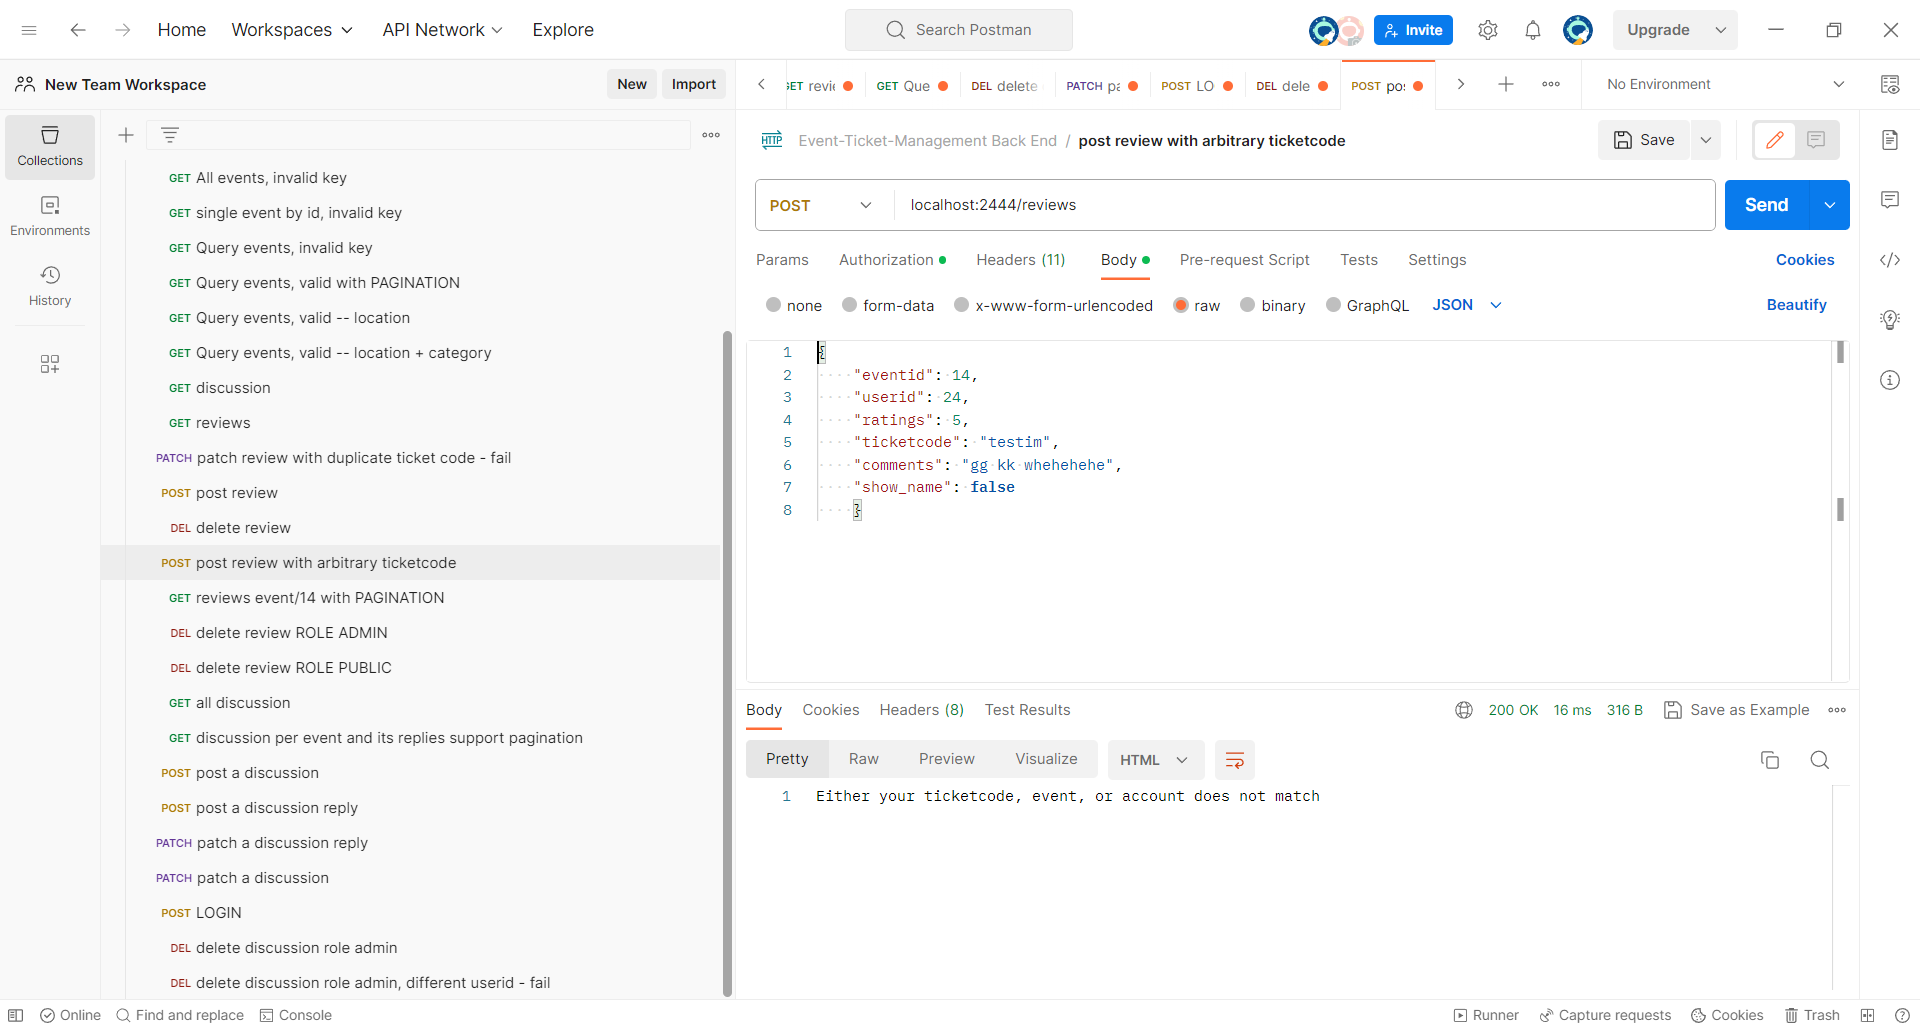 Home
Workspaces
API Network
Explore
Search Postman
Invite
Upgrade
New Team Workspace
New
Import
GET revi
GET Que
DEL delete
PATCH pa
POST LO
DEL dele
POST pos
No Environment
Collections
Environments
History
GET All events, invalid key
GET single event by id, invalid key
GET Query events, invalid key
GET Query events, valid with PAGINATION
GET Query events, valid -- location
GET Query events, valid -- location + category
GET discussion
GET reviews
PATCH patch review with duplicate ticket code - fail
POST post review
DEL delete review
POST post review with arbitrary ticketcode
GET reviews event/14 with PAGINATION
DEL delete review ROLE ADMIN
DEL delete review ROLE PUBLIC
GET all discussion
GET discussion per event and its replies support pagination
POST post a discussion
POST post a discussion reply
PATCH patch a discussion reply
PATCH patch a discussion
POST LOGIN
DEL delete discussion role admin
DEL delete discussion role admin, different userid - fail
HTTP Event-Ticket-Management Back End / post review with arbitrary ticketcode
Save
POST
localhost:2444/reviews
Send
Params
Authorization
Headers (11)
Body
Pre-request Script
Tests
Settings
Cookies
none
form-data
x-www-form-urlencoded
raw
binary
GraphQL
JSON
Beautify
1 {
2 "eventid": 14,
3 "userid": 24,
4 "ratings": 5,
5 "ticketcode": "testim",
6 "comments": "gg kk whehehehe",
7 "show_name": false
8 }
Body
Cookies
Headers (8)
Test Results
200 OK
16 ms
316 B
Save as Example
Pretty
Raw
Preview
Visualize
HTML
1 Either your ticketcode, event, or account does not match
Online
Find and replace
Console
Runner
Capture requests
Cookies
Trash